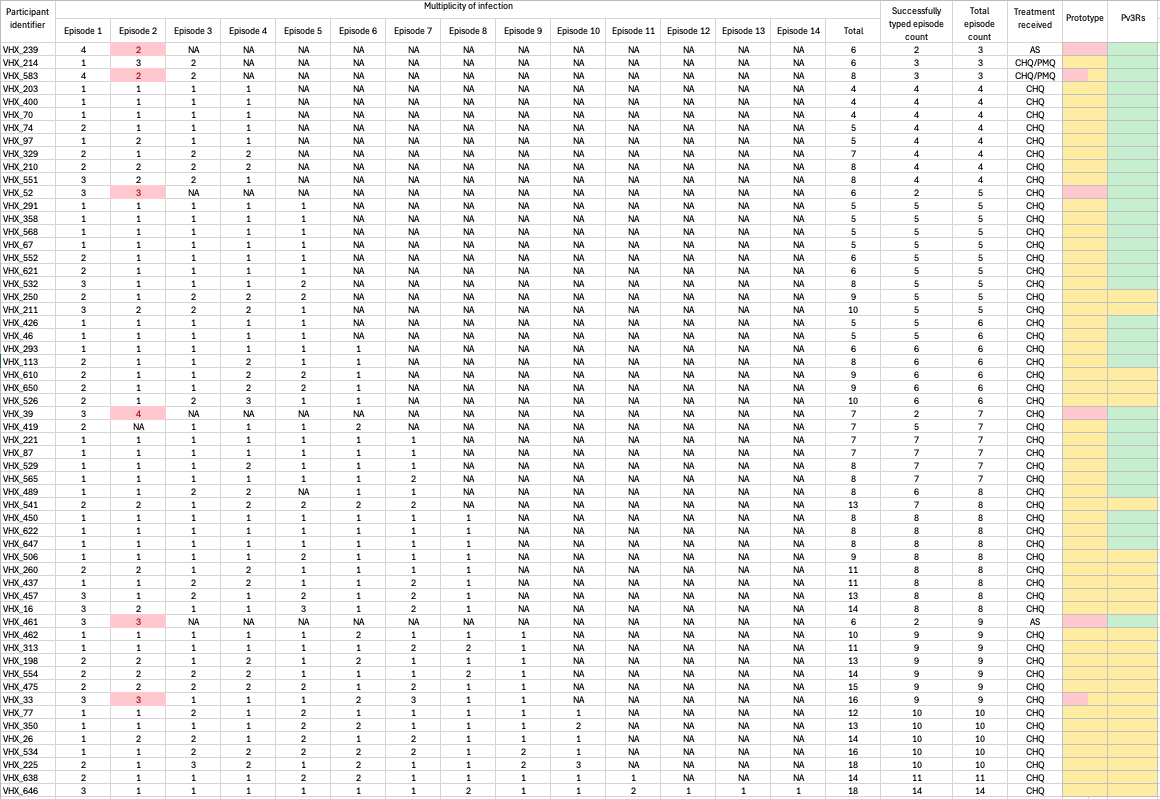 Participant identifier Multiplicity of infection Successfully typed episode count Total episode count Treatment received Prototype Pv3Rs
Episode 1 Episode 2 Episode 3 Episode 4 Episode 5 Episode 6 Episode 7 Episode 8 Episode 9 Episode 10 Episode 11 Episode 12 Episode 13 Episode 14 Total
VHX_239 4 2 NA NA NA NA NA NA NA NA NA NA NA NA 6 2 3 AS
VHX_214 1 3 2 NA NA NA NA NA NA NA NA NA NA NA 6 3 3 CHQ/PMQ
VHX_583 4 2 2 NA NA NA NA NA NA NA NA NA NA NA 8 3 3 CHQ/PMQ
VHX_203 1 1 1 1 NA NA NA NA NA NA NA NA NA NA 4 4 4 CHQ
VHX_400 1 1 1 1 NA NA NA NA NA NA NA NA NA NA 4 4 4 CHQ
VHX_70 1 1 1 1 NA NA NA NA NA NA NA NA NA NA 4 4 4 CHQ
VHX_74 2 1 1 1 NA NA NA NA NA NA NA NA NA NA 5 4 4 CHQ
VHX_97 1 2 1 1 NA NA NA NA NA NA NA NA NA NA 5 4 4 CHQ
VHX_329 2 1 2 2 NA NA NA NA NA NA NA NA NA NA 7 4 4 CHQ
VHX_210 2 2 2 2 NA NA NA NA NA NA NA NA NA NA 8 4 4 CHQ
VHX_551 3 2 2 1 NA NA NA NA NA NA NA NA NA NA 8 4 4 CHQ
VHX_52 3 3 NA NA NA NA NA NA NA NA NA NA NA NA 6 2 5 CHQ
VHX_291 1 1 1 1 1 NA NA NA NA NA NA NA NA NA 5 5 5 CHQ
VHX_358 1 1 1 1 1 NA NA NA NA NA NA NA NA NA 5 5 5 CHQ
VHX_568 1 1 1 1 1 NA NA NA NA NA NA NA NA NA 5 5 5 CHQ
VHX_67 1 1 1 1 1 NA NA NA NA NA NA NA NA NA 5 5 5 CHQ
VHX_552 2 1 1 1 1 NA NA NA NA NA NA NA NA NA 6 5 5 CHQ
VHX_621 2 1 1 1 1 NA NA NA NA NA NA NA NA NA 6 5 5 CHQ
VHX_532 3 1 1 1 2 NA NA NA NA NA NA NA NA NA 8 5 5 CHQ
VHX_250 2 1 2 2 2 NA NA NA NA NA NA NA NA NA 9 5 5 CHQ
VHX_211 3 2 2 2 1 NA NA NA NA NA NA NA NA NA 10 5 5 CHQ
VHX_426 1 1 1 1 1 NA NA NA NA NA NA NA NA NA 5 5 6 CHQ
VHX_46 1 1 1 1 1 NA NA NA NA NA NA NA NA NA 5 5 6 CHQ
VHX_293 1 1 1 1 1 1 NA NA NA NA NA NA NA NA 6 6 6 CHQ
VHX_113 2 1 1 2 1 1 NA NA NA NA NA NA NA NA 8 6 6 CHQ
VHX_610 2 1 1 2 2 1 NA NA NA NA NA NA NA NA 9 6 6 CHQ
VHX_650 2 1 1 2 2 1 NA NA NA NA NA NA NA NA 9 6 6 CHQ
VHX_526 2 1 2 3 1 1 NA NA NA NA NA NA NA NA 10 6 6 CHQ
VHX_39 3 4 NA NA NA NA NA NA NA NA NA NA NA NA 7 2 7 CHQ
VHX_419 2 NA 1 1 1 2 NA NA NA NA NA NA NA NA 7 5 7 CHQ
VHX_221 1 1 1 1 1 1 1 NA NA NA NA NA NA NA 7 7 7 CHQ
VHX_87 1 1 1 1 1 1 1 NA NA NA NA NA NA NA 7 7 7 CHQ
VHX_529 1 1 1 2 1 1 1 NA NA NA NA NA NA NA 8 7 7 CHQ
VHX_565 1 1 1 1 1 1 2 NA NA NA NA NA NA NA 8 7 7 CHQ
VHX_489 1 1 2 2 NA 1 1 NA NA NA NA NA NA NA 8 6 8 CHQ
VHX_541 2 2 1 2 2 2 2 NA NA NA NA NA NA NA 13 7 8 CHQ
VHX_450 1 1 1 1 1 1 1 1 NA NA NA NA NA NA 8 8 8 CHQ
VHX_622 1 1 1 1 1 1 1 1 NA NA NA NA NA NA 8 8 8 CHQ
VHX_647 1 1 1 1 1 1 1 1 NA NA NA NA NA NA 8 8 8 CHQ
VHX_506 1 1 1 1 2 1 1 1 NA NA NA NA NA NA 9 8 8 CHQ
VHX_260 2 2 1 2 1 1 1 1 NA NA NA NA NA NA 11 8 8 CHQ
VHX_437 1 1 2 2 1 1 2 1 NA NA NA NA NA NA 11 8 8 CHQ
VHX_457 3 1 2 1 2 1 2 1 NA NA NA NA NA NA 13 8 8 CHQ
VHX_16 3 2 1 1 3 1 2 1 NA NA NA NA NA NA 14 8 8 CHQ
VHX_461 3 3 NA NA NA NA NA NA NA NA NA NA NA NA 6 2 9 AS
VHX_462 1 1 1 1 1 2 1 1 1 NA NA NA NA NA 10 9 9 CHQ
VHX_313 1 1 1 1 1 1 2 2 1 NA NA NA NA NA 11 9 9 CHQ
VHX_198 2 2 1 2 1 2 1 1 1 NA NA NA NA NA 13 9 9 CHQ
VHX_554 2 2 2 2 1 1 1 2 1 NA NA NA NA NA 14 9 9 CHQ
VHX_475 2 2 2 2 2 1 2 1 1 NA NA NA NA NA 15 9 9 CHQ
VHX_33 3 3 1 1 1 2 3 1 1 NA NA NA NA NA 16 9 9 CHQ
VHX_77 1 1 2 1 2 1 1 1 1 1 NA NA NA NA 12 10 10 CHQ
VHX_350 1 1 1 1 2 2 1 1 1 2 NA NA NA NA 13 10 10 CHQ
VHX_26 1 2 2 1 2 1 2 1 1 1 NA NA NA NA 14 10 10 CHQ
VHX_534 1 1 2 2 2 2 2 1 2 1 NA NA NA NA 16 10 10 CHQ
VHX_225 2 1 3 2 1 2 1 1 2 3 NA NA NA NA 18 10 10 CHQ
VHX_638 2 1 1 1 2 2 1 1 1 1 1 NA NA NA 14 11 11 CHQ
VHX_646 3 1 1 1 1 1 1 2 1 1 2 1 1 1 18 14 14 CHQ